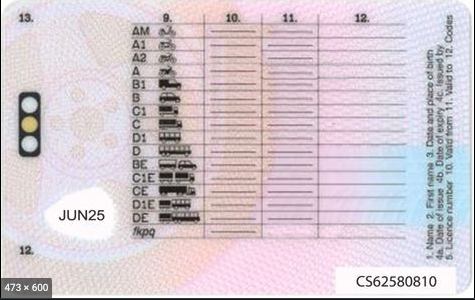 13.
9. 10. 11. 12.
AM
A1
A2
A
B1
B
C1
C
D1
D
BE
C1E
CE
D1E
DE
fkpq
JUN25
12.
1. Name 2. First name 3. Date and place of birth
4a. Date of issue 4b. Date of expiry 4c. Issued by
5. Licence number 10. Valid from 11. Valid to 12. Codes
CS62580810
473 × 600